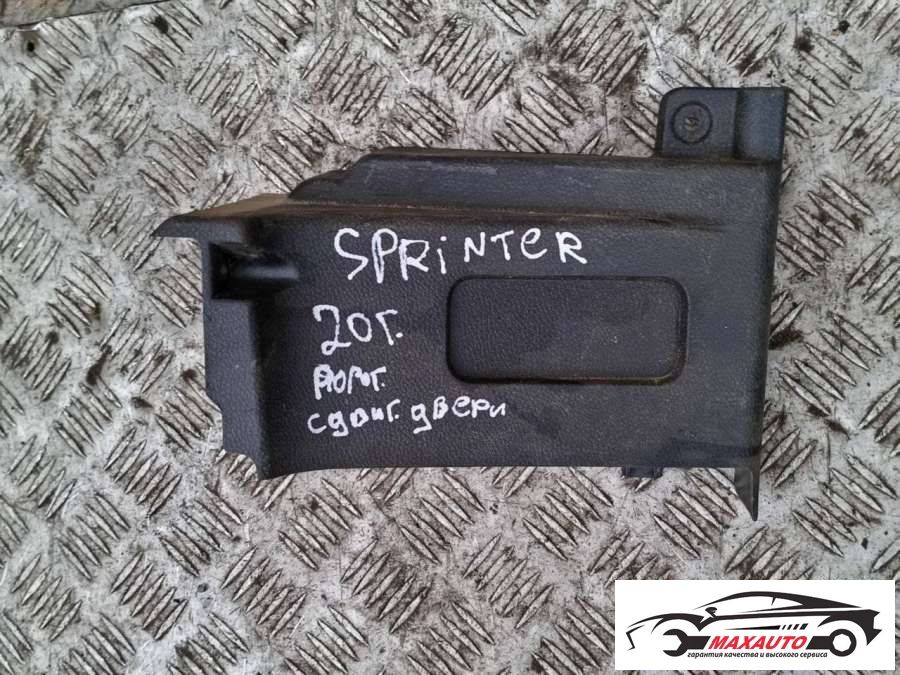 SPRiNTER
20г.
порог.
сдвиг. двери
MAXAUTO
гарантия качества и высокого сервиса